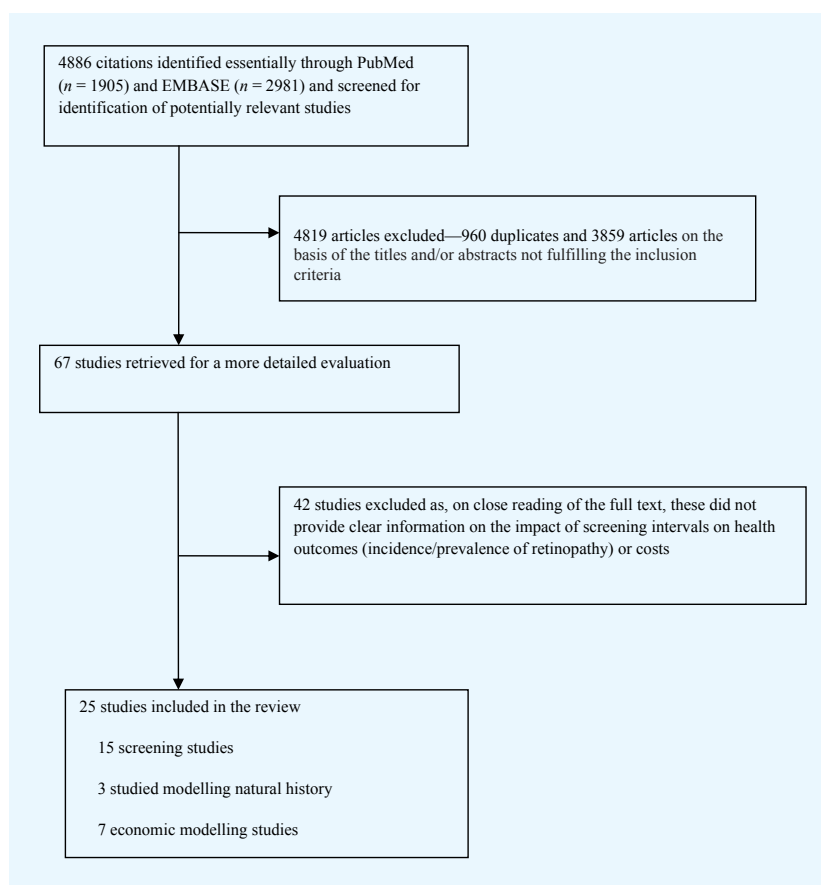 4886 citations identified essentially through PubMed
(n = 1905) and EMBASE (n = 2981) and screened for
identification of potentially relevant studies
4819 articles excluded—960 duplicates and 3859 articles on the
basis of the titles and/or abstracts not fulfilling the inclusion
criteria
67 studies retrieved for a more detailed evaluation
42 studies excluded as, on close reading of the full text, these did not
provide clear information on the impact of screening intervals on health
outcomes (incidence/prevalence of retinopathy) or costs
25 studies included in the review
15 screening studies
3 studied modelling natural history
7 economic modelling studies